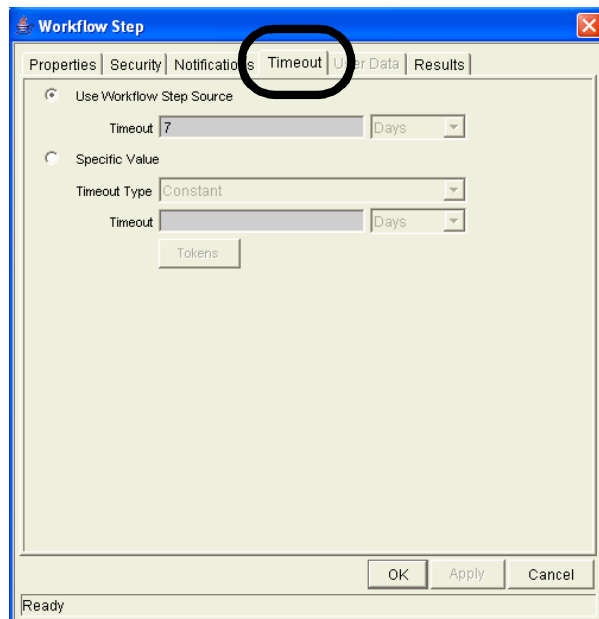 Workflow Step
Properties Security Notifications Timeout User Data Results
Use Workflow Step Source
Timeout 7 Days
Specific Value
Timeout Type Constant
Timeout Days
Tokens
OK Apply Cancel
Ready